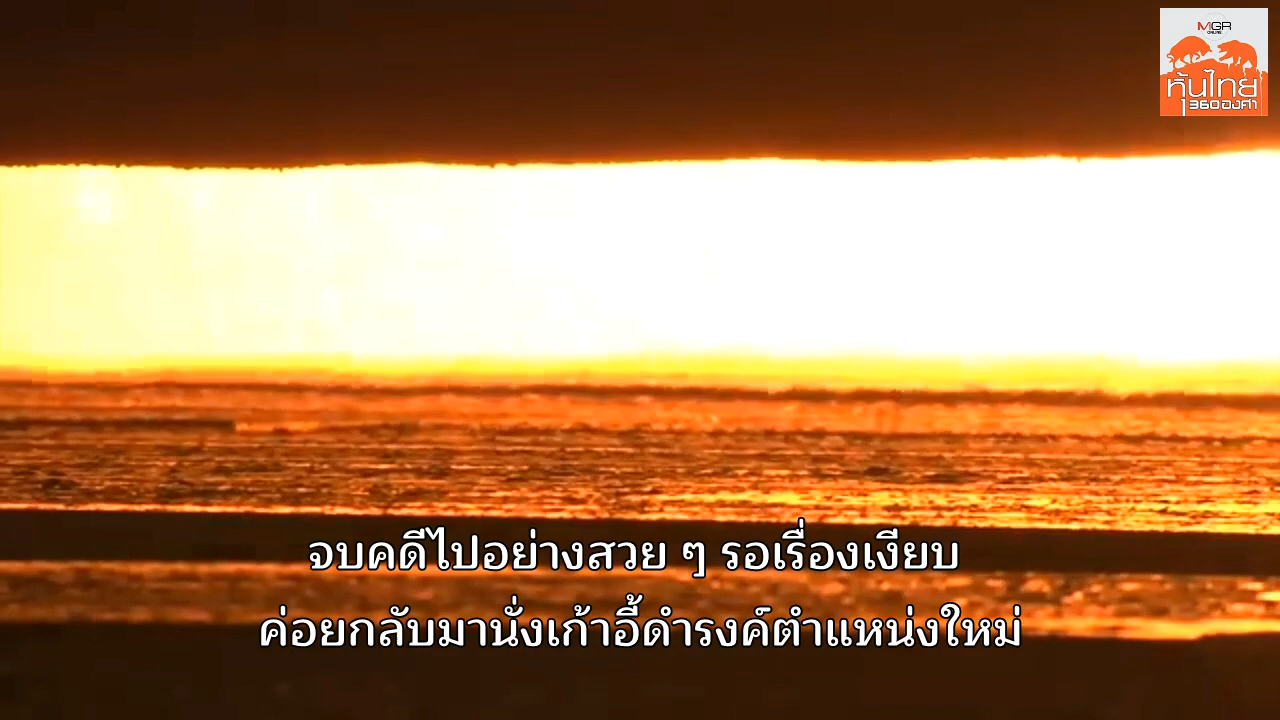 MGR
ONLINE
หุ้นไทย
360องศา
จบคดีไปอย่างสวย ๆ รอเรื่องเงียบ
ค่อยกลับมานั่งเก้าอี้ดำรงค์ตำแหน่งใหม่